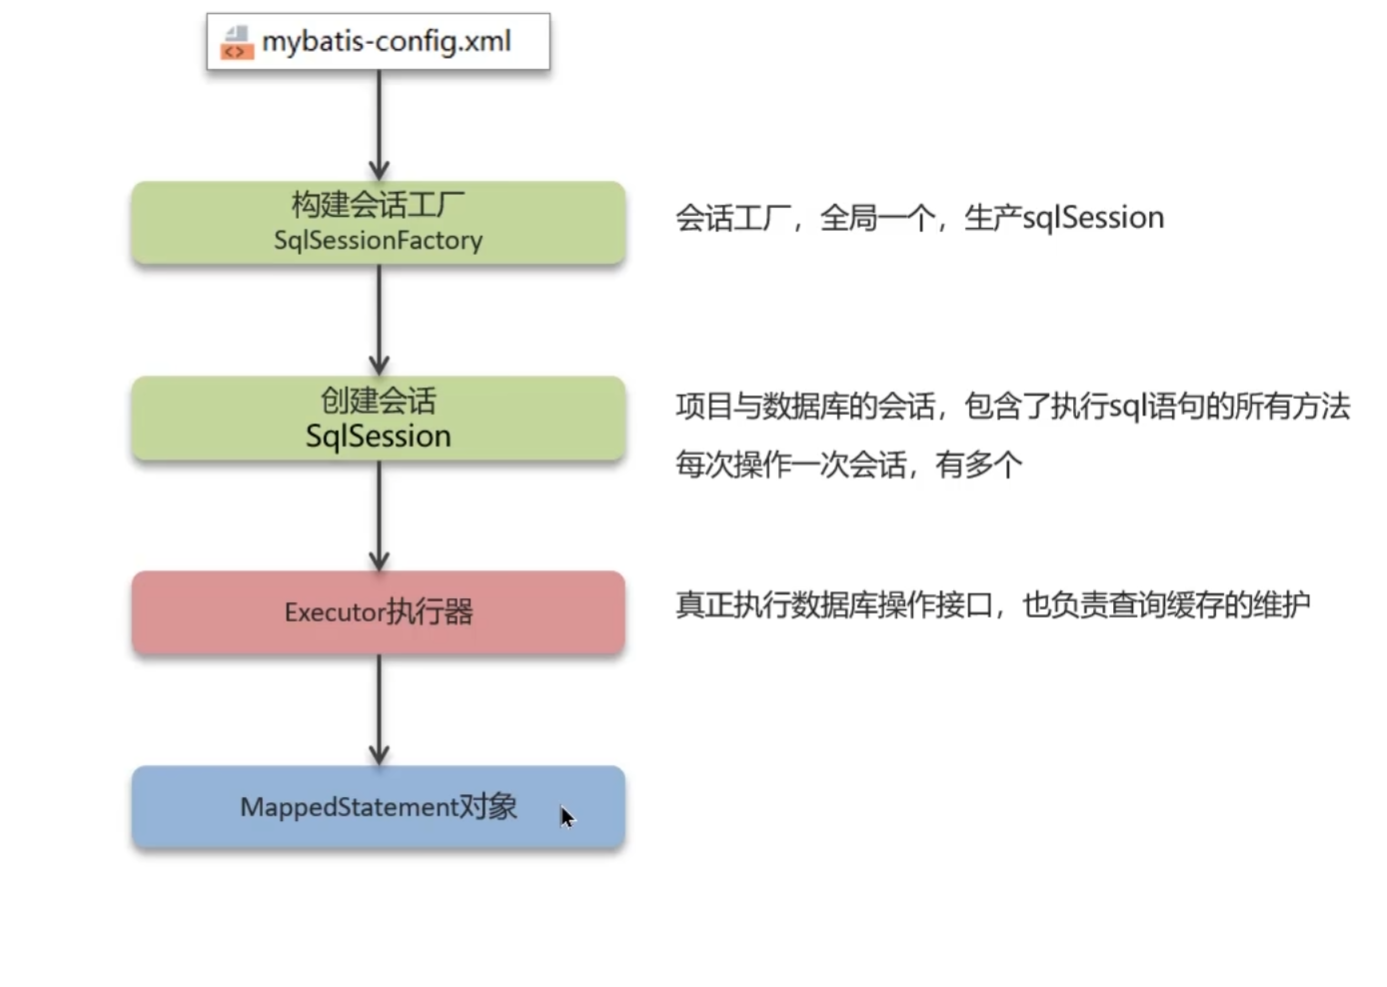 mybatis-config.xml
构建会话工厂
SqlSessionFactory
会话工厂，全局一个，生产sqlSession
创建会话
SqlSession
项目与数据库的会话，包含了执行sql语句的所有方法
每次操作一次会话，有多个
Executor执行器
真正执行数据库操作接口，也负责查询缓存的维护
MappedStatement对象